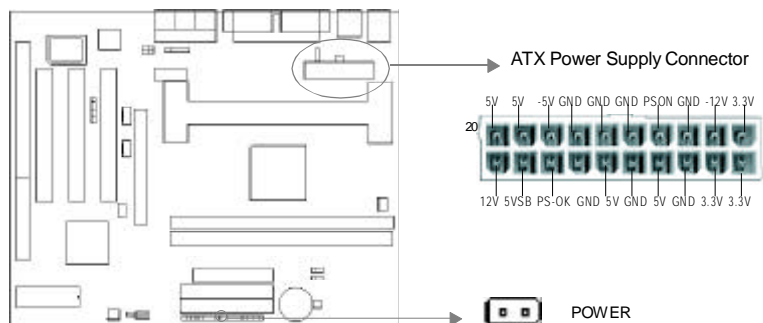 ATX Power Supply Connector
5V 5V -5V GND GND GND PSON GND -12V 3.3V
20
12V 5VSB PS-OK GND 5V GND 5V GND 3.3V 3.3V
POWER